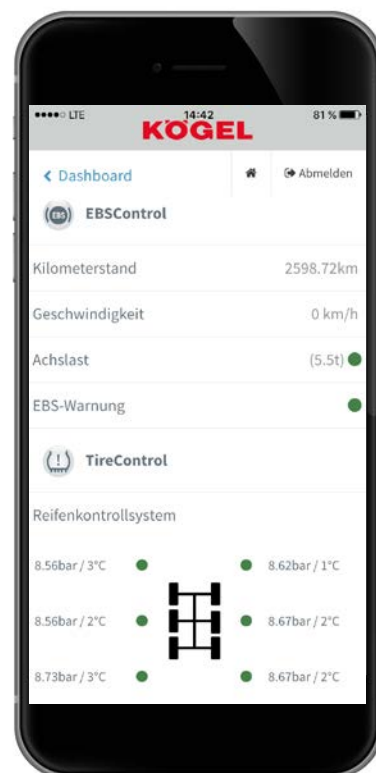 LTE 14:42 81 %
KÖGEL
Dashboard Abmelden
EBS EBSControl
Kilometerstand 2598.72km
Geschwindigkeit 0 km/h
Achslast (5.5t)
EBS-Warnung
TireControl
Reifenkontrollsystem
8.56bar / 3°C 8.62bar / 1°C
8.56bar / 2°C 8.67bar / 2°C
8.73bar / 3°C 8.67bar / 2°C